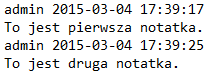 admin 2015-03-04 17:39:17
To jest pierwsza notatka.
admin 2015-03-04 17:39:25
To jest druga notatka.